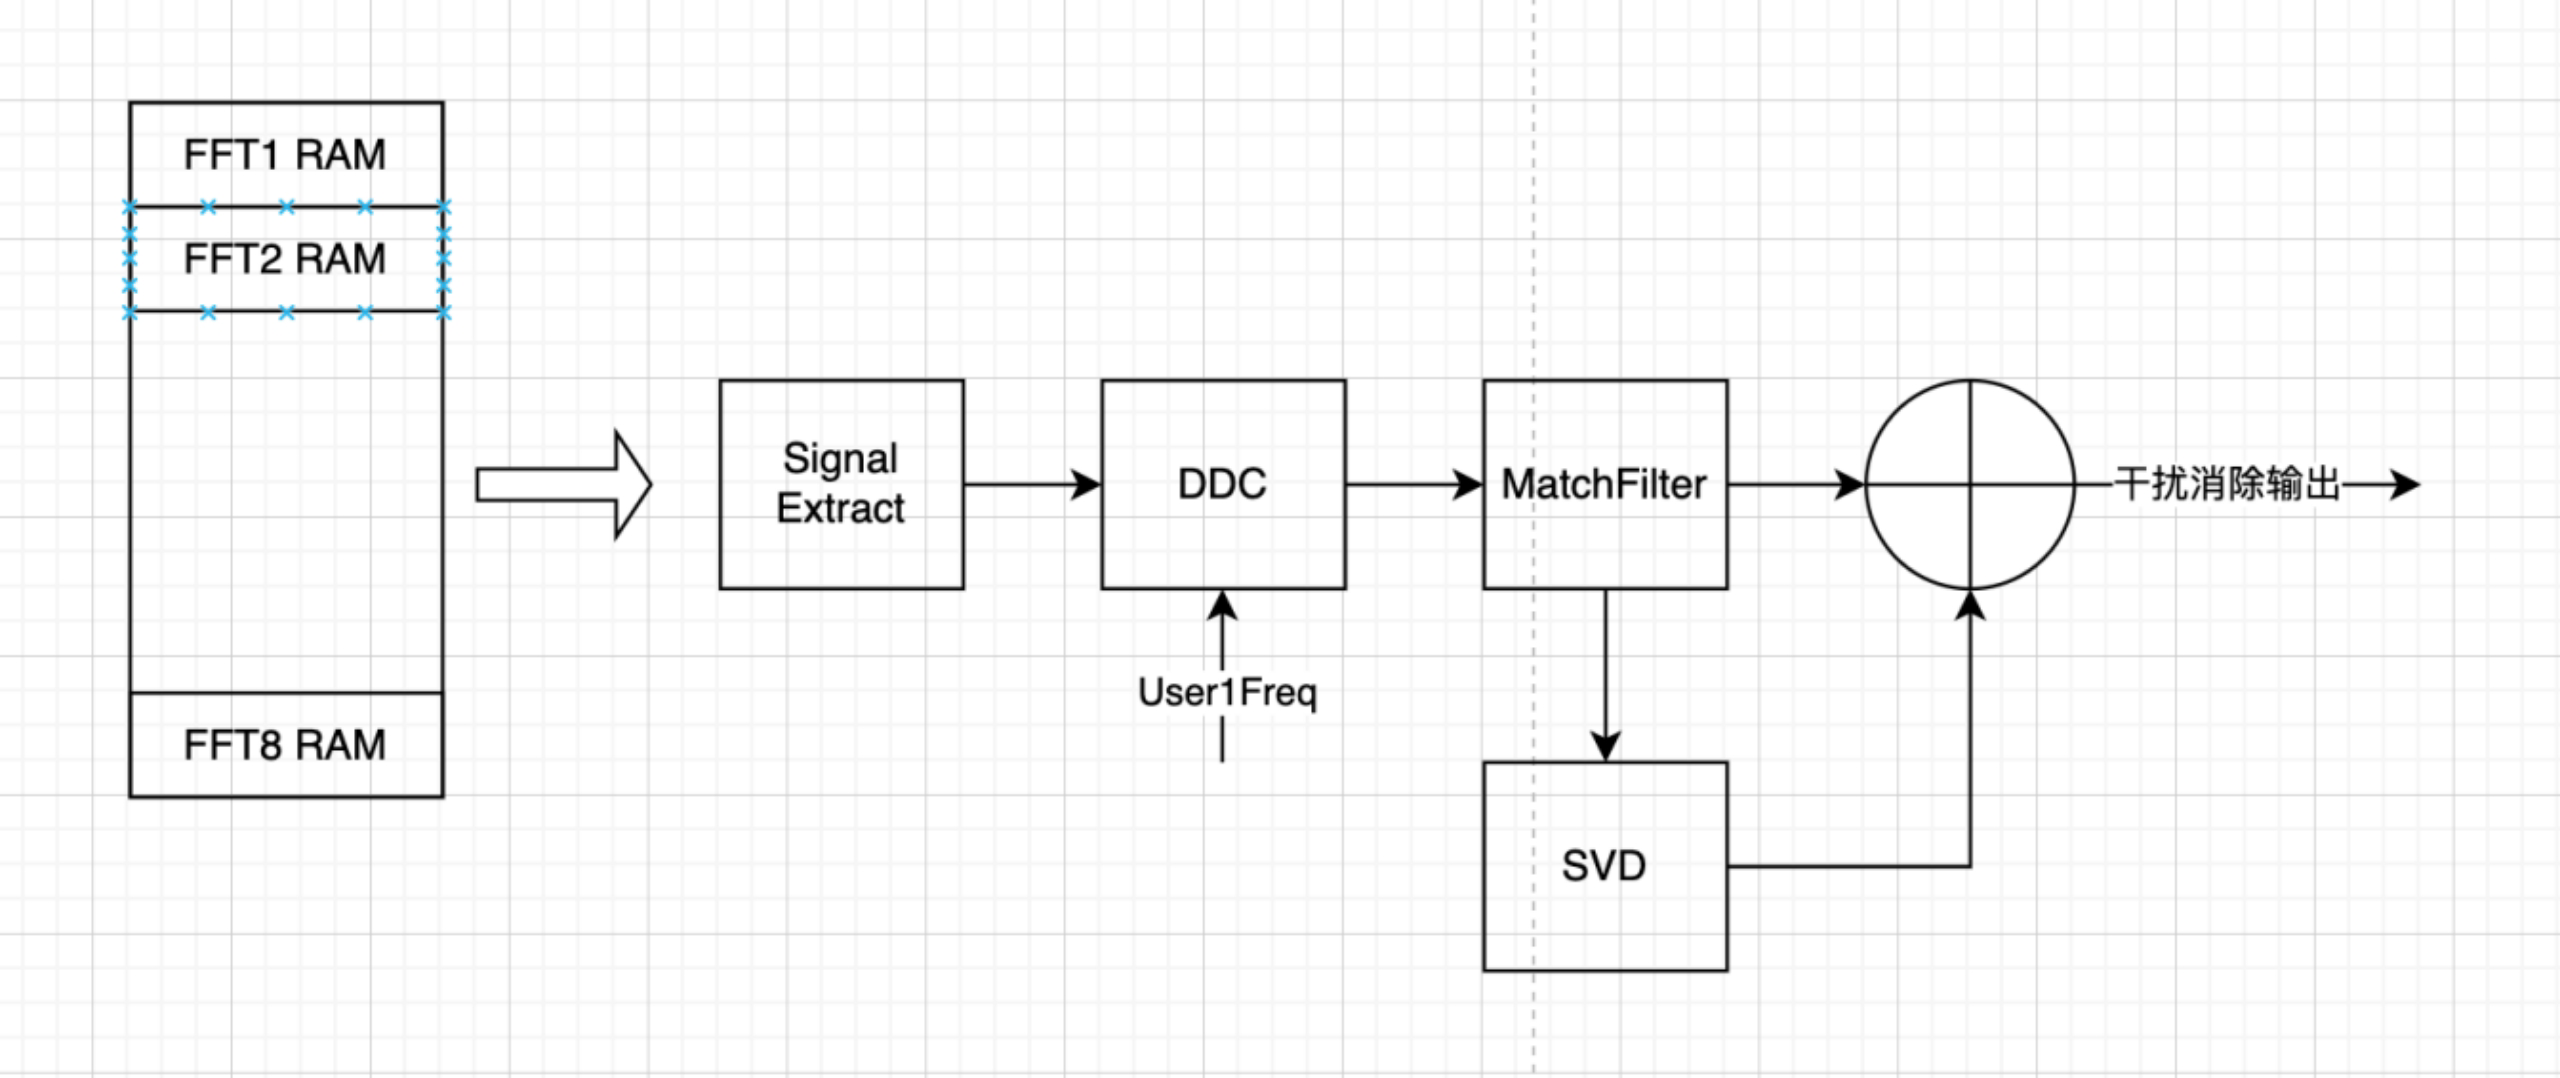 FFT1 RAM
FFT2 RAM
FFT8 RAM
Signal
Extract
DDC
User1Freq
MatchFilter
SVD
干扰消除输出